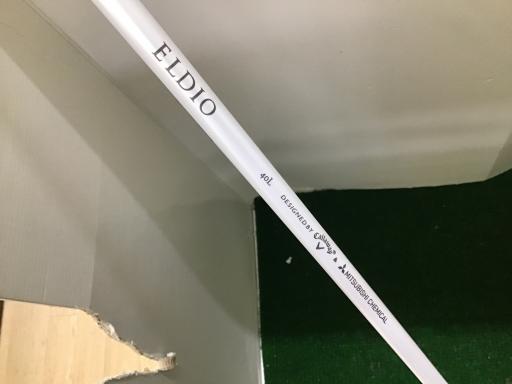 ELDIO
40L
DESIGNED BY Callaway & MITSUBISHI CHEMICAL